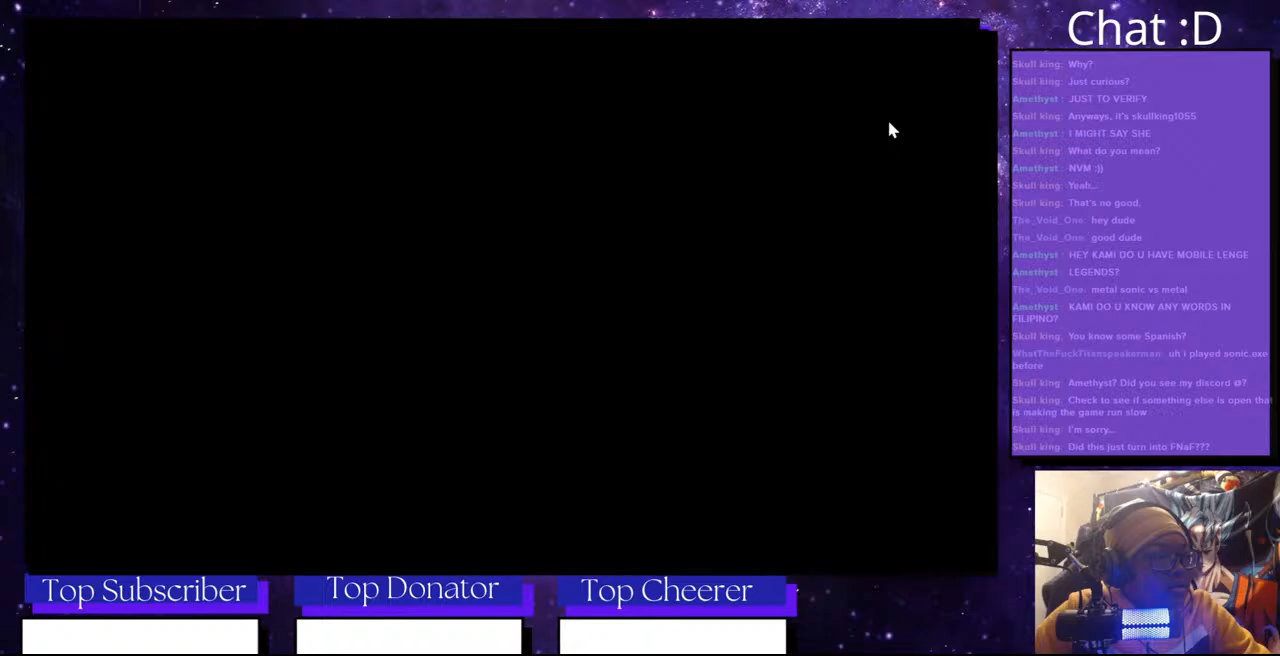 Chat :D
Skull king: Why?
Skull king: Just curious?
Amethyst : JUST TO VERIFY
Skull king: Anyways, it's skullking1055
Amethyst : I MIGHT SAY SHE
Skull king: What do you mean?
Amethyst : NVM :))
Skull king: Yeah...
Skull king: That's no good.
The_Void_One: hey dude
The_Void_One: good dude
Amethyst : HEY KAMI DO U HAVE MOBILE LENGE
Amethyst : LEGENDS?
The_Void_One: metal sonic vs metal
Amethyst : KAMI DO U KNOW ANY WORDS IN
FILIPINO?
Skull king: You know some Spanish?
WhatTheFuckTitanspeakerman: uh i played sonic.exe
before
Skull king: Amethyst? Did you see my discord @?
Skull king: Check to see if something else is open that
is making the game run slow
Skull king: I'm sorry...
Skull king: Did this just turn into FNaF???
Top Subscriber
Top Donator
Top Cheerer